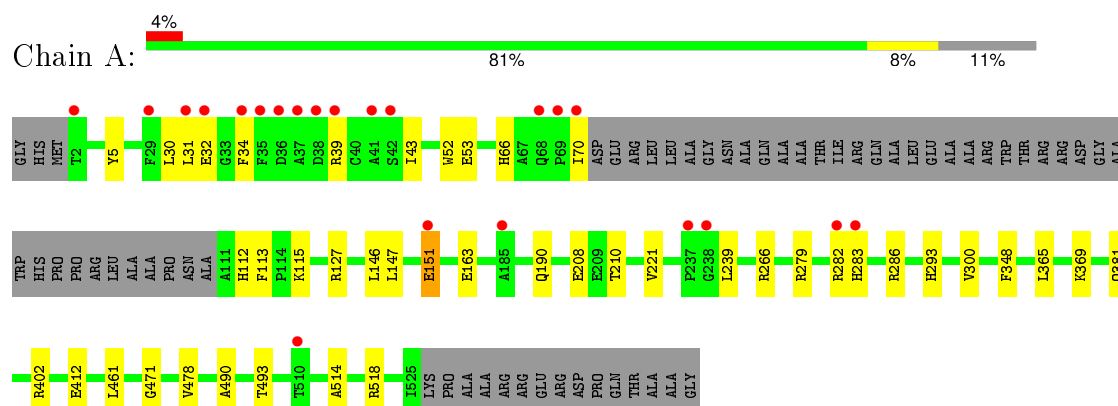 4%
Chain A:
81% 8% 11%
GLY HIS MET T2 Y5 F29 L30 L31 E32 G33 F34 F35 D36 A37 D38 R39 C40 A41 S42 I43 W52 E53 H66 A67 Q68 P69 I70 ASP GLU ARG LEU LEU ALA GLY ASN ALA GLN ALA ALA THR ILE ARG GLN ALA LEU GLU ALA ALA ARG TRP THR ARG ARG ASP GLY ALA
TRP HIS PRO PRO ARG LEU ALA ALA PRO ASN ALA A111 H112 F113 P114 K115 R127 L146 L147 E151 E163 A185 Q190 E208 E209 T210 V221 P237 G238 L239 R266 R279 R282 H283 R286 H293 V300 F348 L365 K369
R402 E412 L461 G471 V478 A490 T493 T510 A514 R518 I525 LYS PRO ALA ALA ARG ARG GLU ARG ASP PRO GLN THR ALA ALA GLY